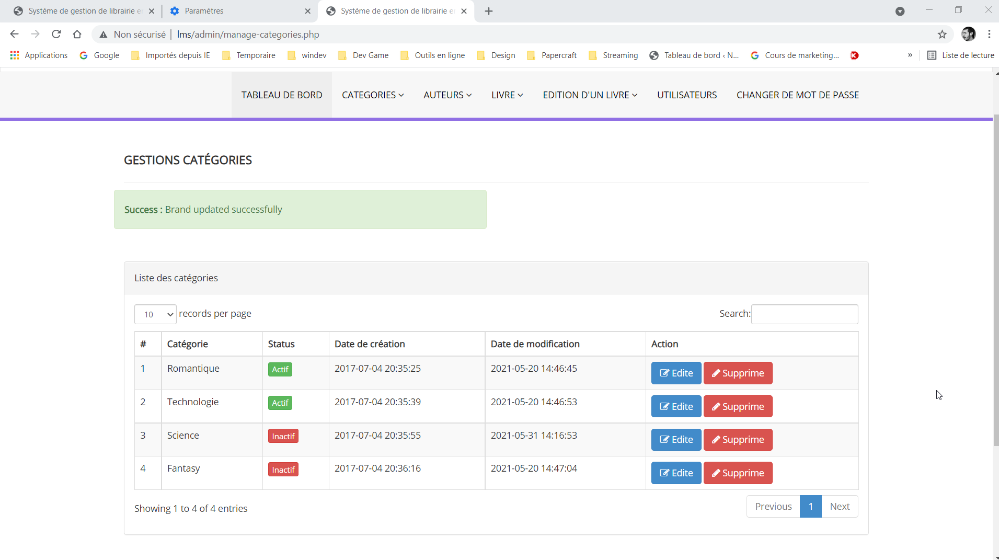 Système de gestion de librairie e
Paramètres
Système de gestion de librairie e
Non sécurisé | lms/admin/manage-categories.php
Applications Google Importés depuis IE Temporaire windev Dev Game Outils en ligne Design Papercraft Streaming Tableau de bord ‹ N... Cours de marketing... » Liste de lecture
TABLEAU DE BORD CATEGORIES AUTEURS LIVRE EDITION D'UN LIVRE UTILISATEURS CHANGER DE MOT DE PASSE
GESTIONS CATÉGORIES
Success : Brand updated successfully
Liste des catégories
10 records per page Search:
# Catégorie Status Date de création Date de modification Action
1 Romantique Actif 2017-07-04 20:35:25 2021-05-20 14:46:45 Edite Supprime
2 Technologie Actif 2017-07-04 20:35:39 2021-05-20 14:46:53 Edite Supprime
3 Science Inactif 2017-07-04 20:35:55 2021-05-31 14:16:53 Edite Supprime
4 Fantasy Inactif 2017-07-04 20:36:16 2021-05-20 14:47:04 Edite Supprime
Showing 1 to 4 of 4 entries Previous 1 Next